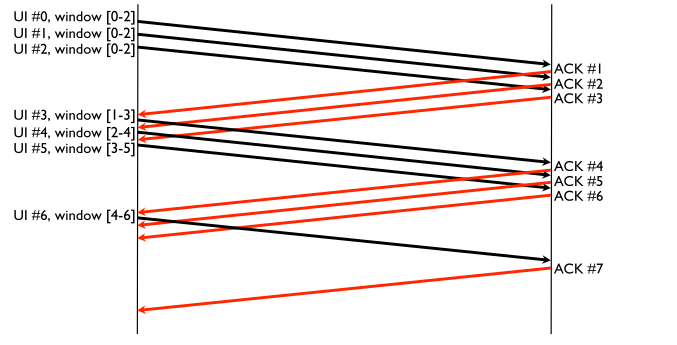 UI #0, window [0-2]
UI #1, window [0-2]
UI #2, window [0-2]
ACK #1
ACK #2
ACK #3
UI #3, window [1-3]
UI #4, window [2-4]
UI #5, window [3-5]
ACK #4
ACK #5
ACK #6
UI #6, window [4-6]
ACK #7